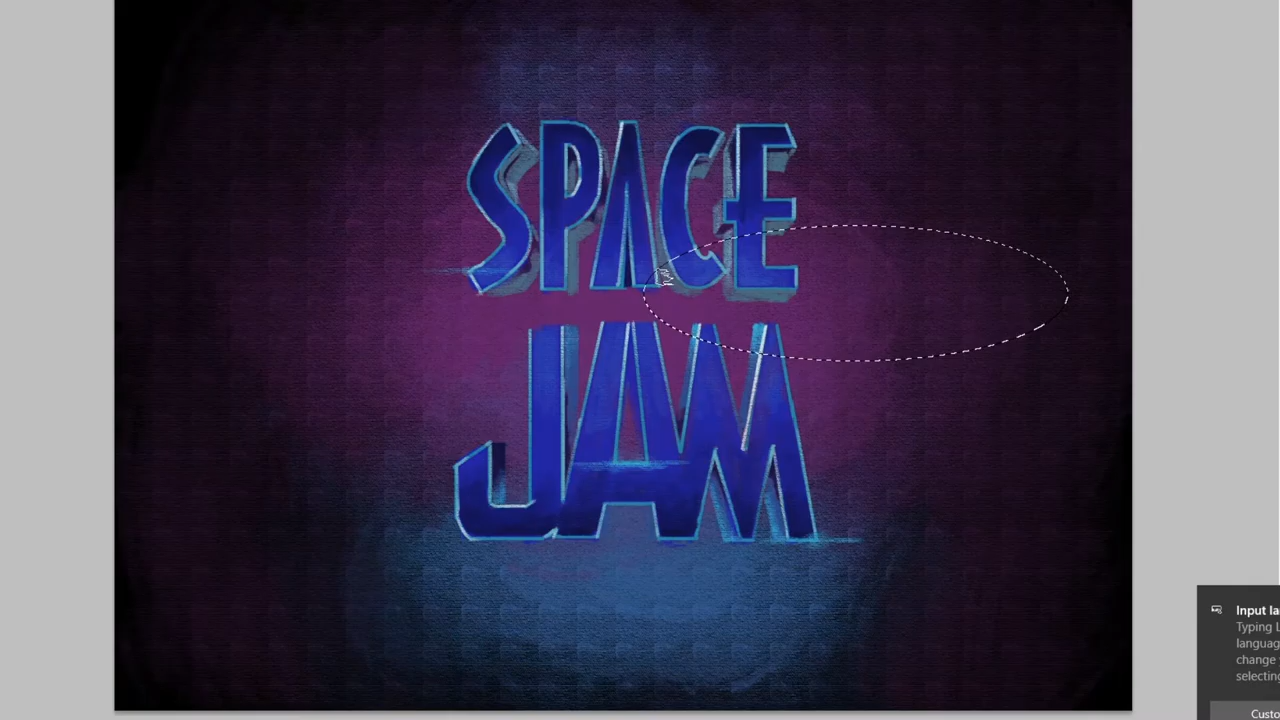 SPACE
JAM
Input la
Typing L
languag
change
selecting
Custo